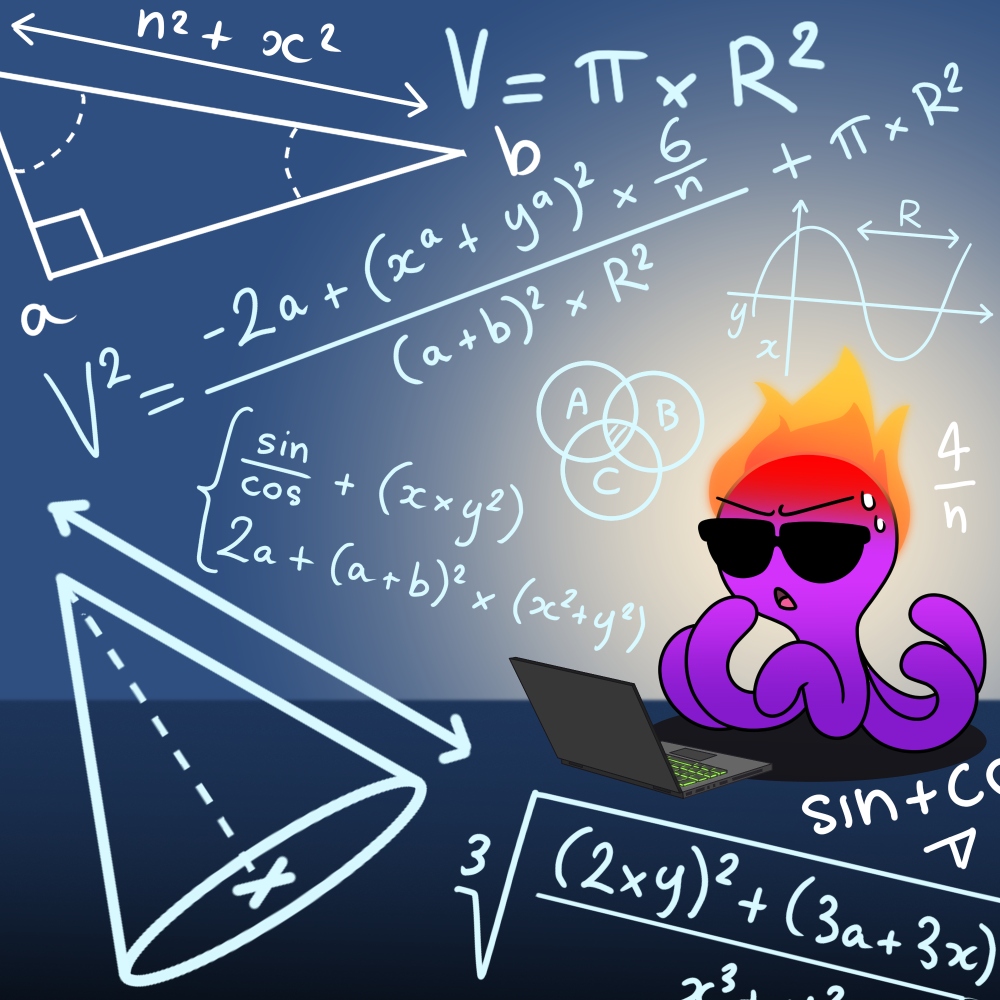 n² + x²
V = π × R²
b
a
V² = (-2a + (xᵃ + yᵃ)² × 6/n) / ((a+b)² × R²) + π × R²
R
y
x
A
B
C
sin/cos + (x × y²)
2a + (a+b)² × (x²+y²)
4/n
x
sin + co
³√((2xy)² + (3a+3x)